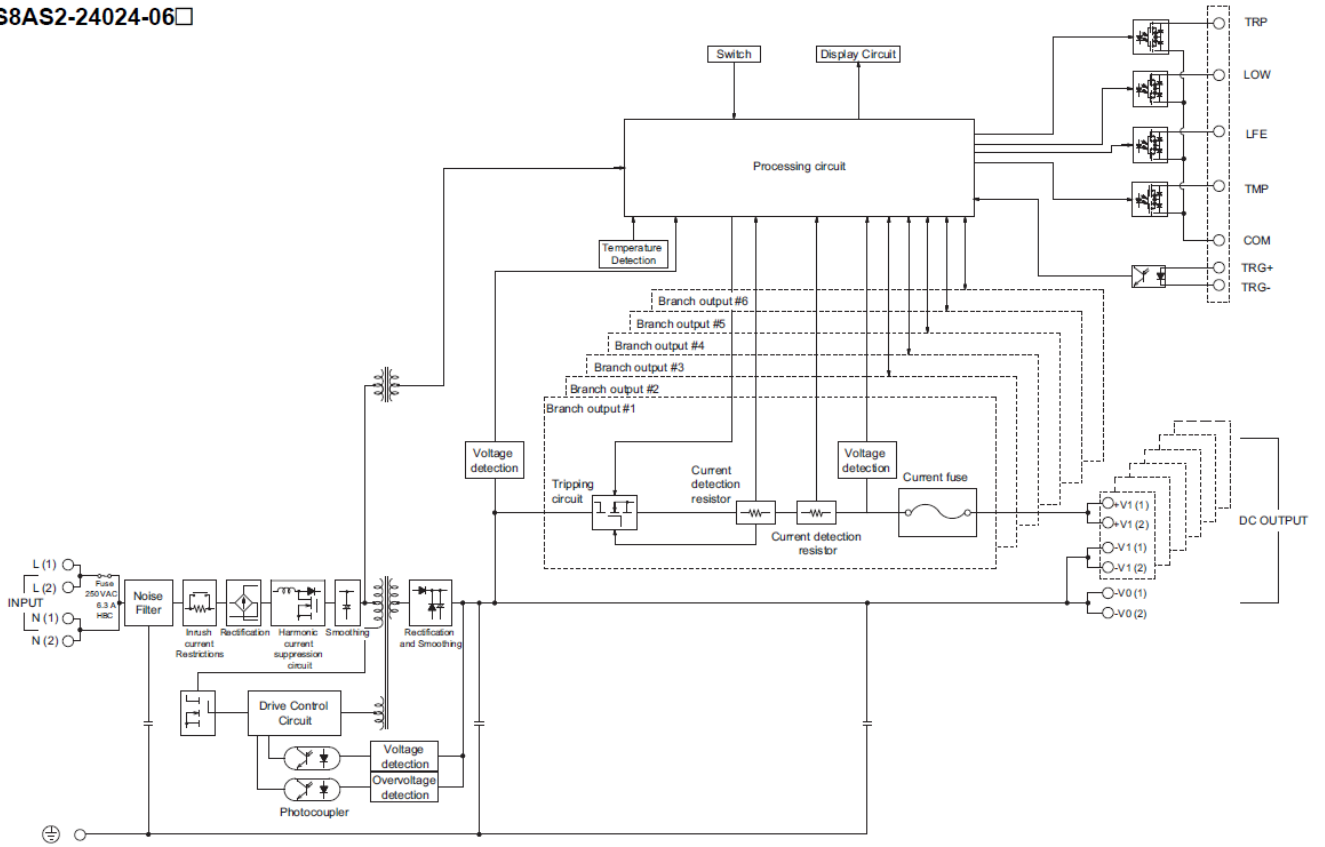 S8AS2-24024-06□
TRP
Switch
Display Circuit
LOW
LFE
Processing circuit
TMP
COM
Temperature
Detection
TRG+
TRG-
Branch output #6
Branch output #5
Branch output #4
Branch output #3
Branch output #2
Branch output #1
Voltage
detection
Tripping
circuit
Current
detection
resistor
Voltage
detection
Current fuse
Current detection
resistor
+V1 (1)
+V1 (2)
-V1 (1)
-V1 (2)
-V0 (1)
-V0 (2)
DC OUTPUT
L (1)
L (2)
INPUT
N (1)
N (2)
Fuse
250VAC
6.3 A
HBC
Noise
Filter
Inrush
current
Restrictions
Rectification
Harmonic
current
suppression
circuit
Smoothing
Rectification
and Smoothing
Drive Control
Circuit
Voltage
detection
Overvoltage
detection
Photocoupler